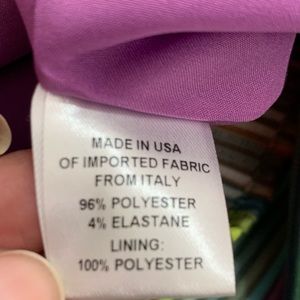 MADE IN USA
OF IMPORTED FABRIC
FROM ITALY
96% POLYESTER
4% ELASTANE
LINING:
100% POLYESTER